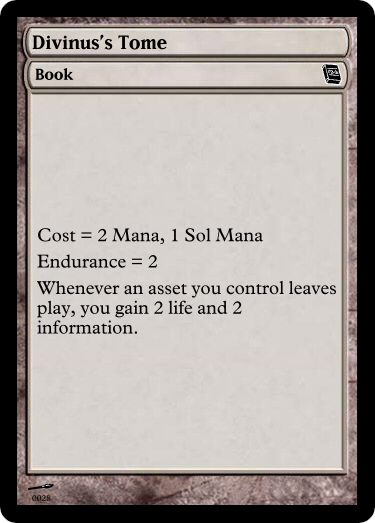 Divinus's Tome
Book
Cost = 2 Mana, 1 Sol Mana
Endurance = 2
Whenever an asset you control leaves
play, you gain 2 life and 2
information.
0028